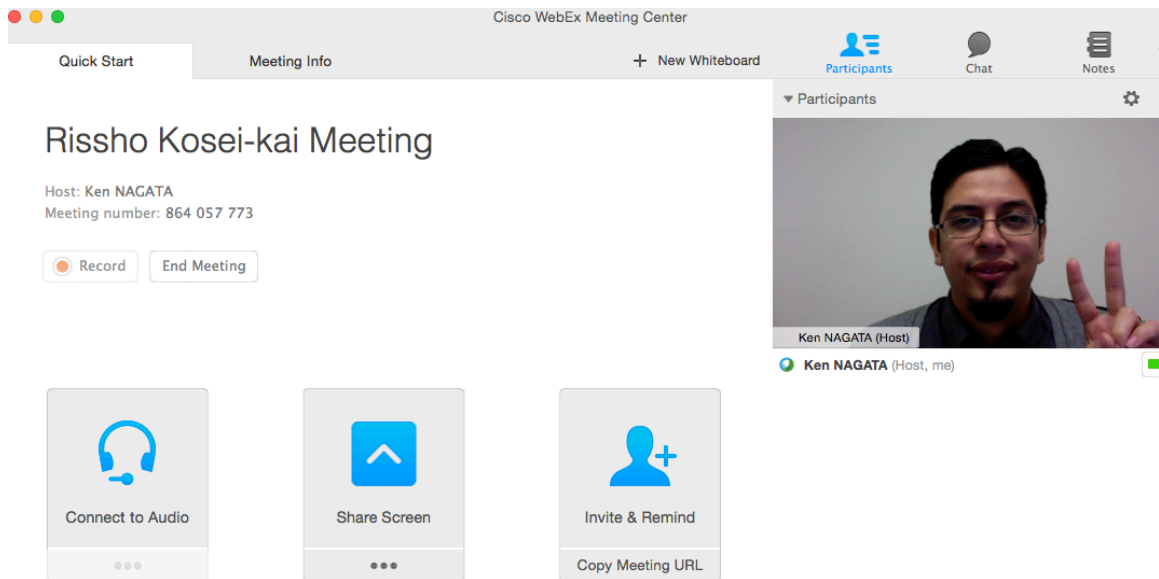 Cisco WebEx Meeting Center
Quick Start
Meeting Info
+ New Whiteboard
Participants
Chat
Notes
Participants
Rissho Kosei-kai Meeting
Host: Ken NAGATA
Meeting number: 864 057 773
Record
End Meeting
Ken NAGATA (Host)
Ken NAGATA (Host, me)
Connect to Audio
Share Screen
Invite & Remind
Copy Meeting URL